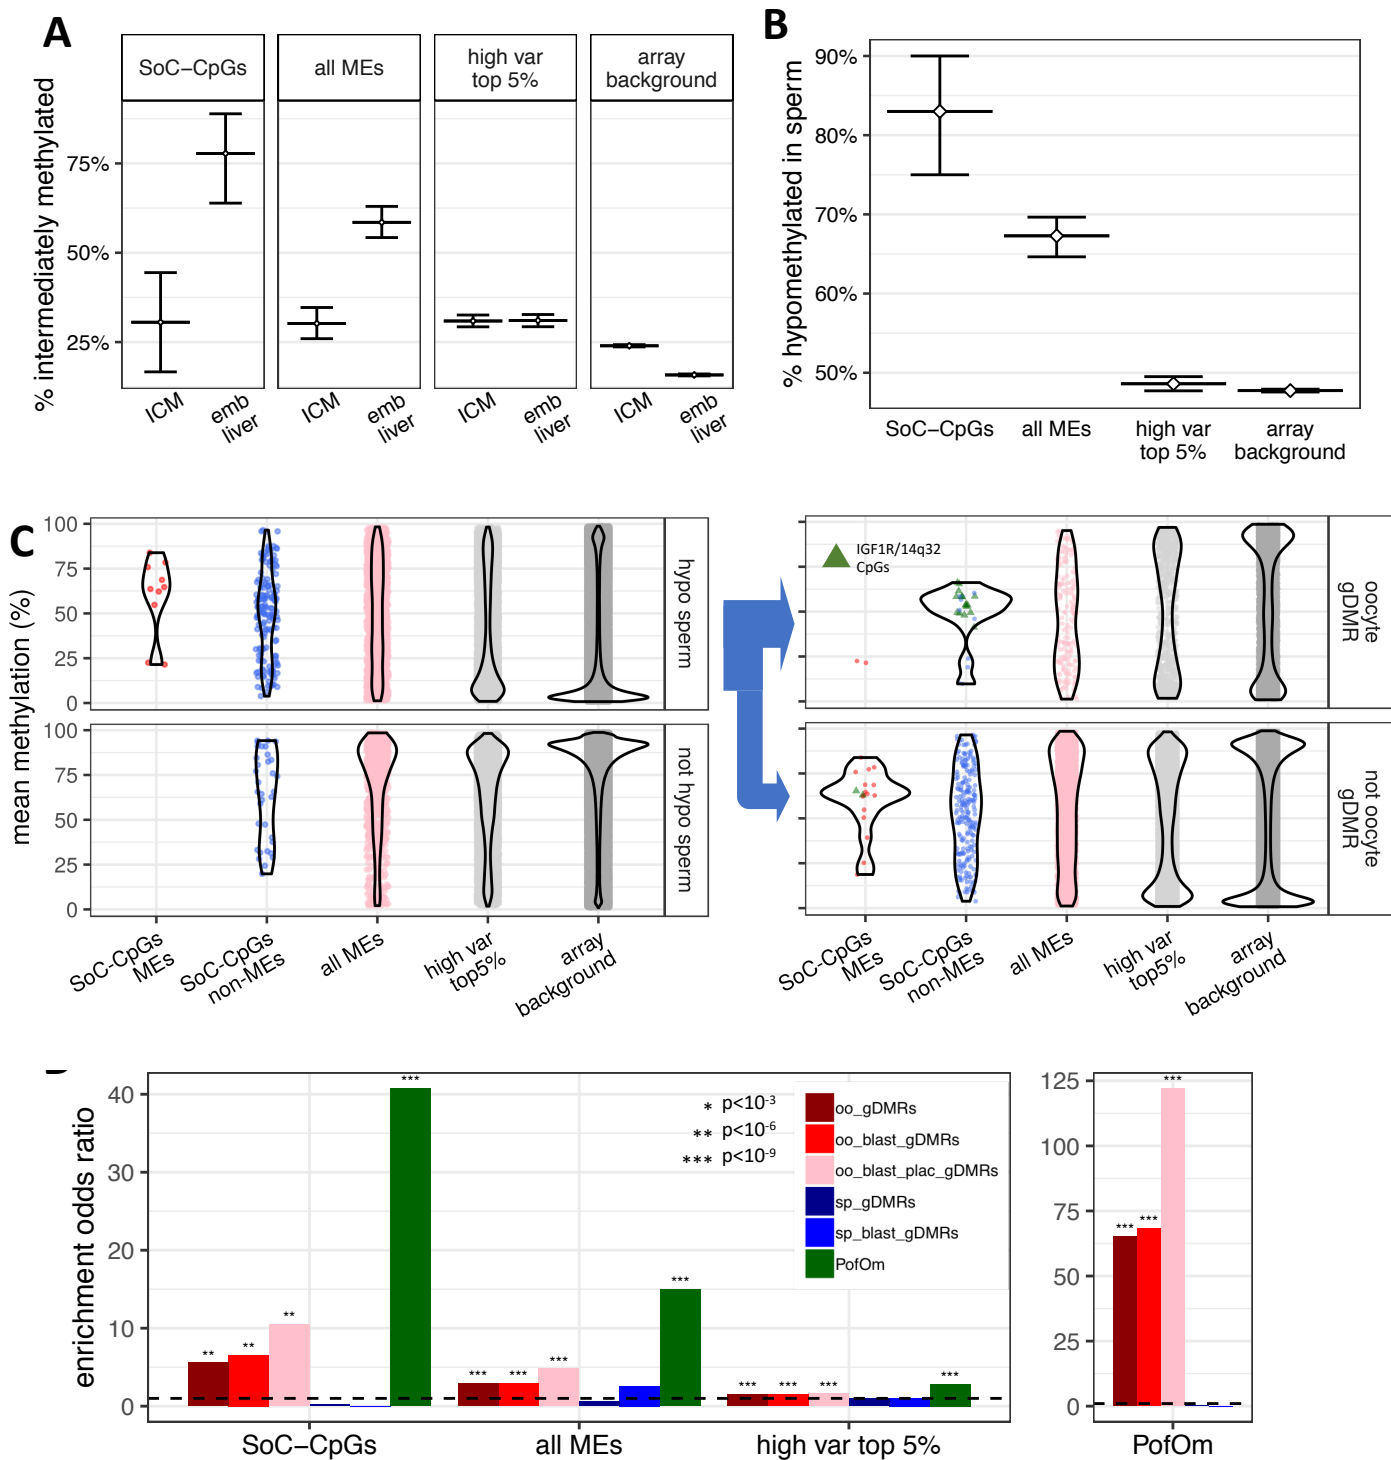 A
SoC−CpGs
all MEs
high var
top 5%
array
background
% intermediately methylated
75%
50%
25%
ICM
emb
liver
ICM
emb
liver
ICM
emb
liver
ICM
emb
liver
B
% hypomethylated in sperm
90%
80%
70%
60%
50%
SoC−CpGs
all MEs
high var
top 5%
array
background
C
mean methylation (%)
100
75
50
25
0
hypo sperm
100
75
50
25
0
not hypo sperm
SoC-CpGs
MEs
SoC-CpGs
non-MEs
all MEs
high var
top5%
array
background
IGF1R/14q32
CpGs
oocyte
gDMR
not oocyte
gDMR
SoC-CpGs
MEs
SoC-CpGs
non-MEs
all MEs
high var
top5%
array
background
enrichment odds ratio
40
30
20
10
0
* p<10-3
** p<10-6
*** p<10-9
oo_gDMRs
oo_blast_gDMRs
oo_blast_plac_gDMRs
sp_gDMRs
sp_blast_gDMRs
PofOm
** ** ** ***
*** *** *** ***
*** *** *** ***
SoC−CpGs
all MEs
high var top 5%
125
100
75
50
25
0
*** *** ***
PofOm